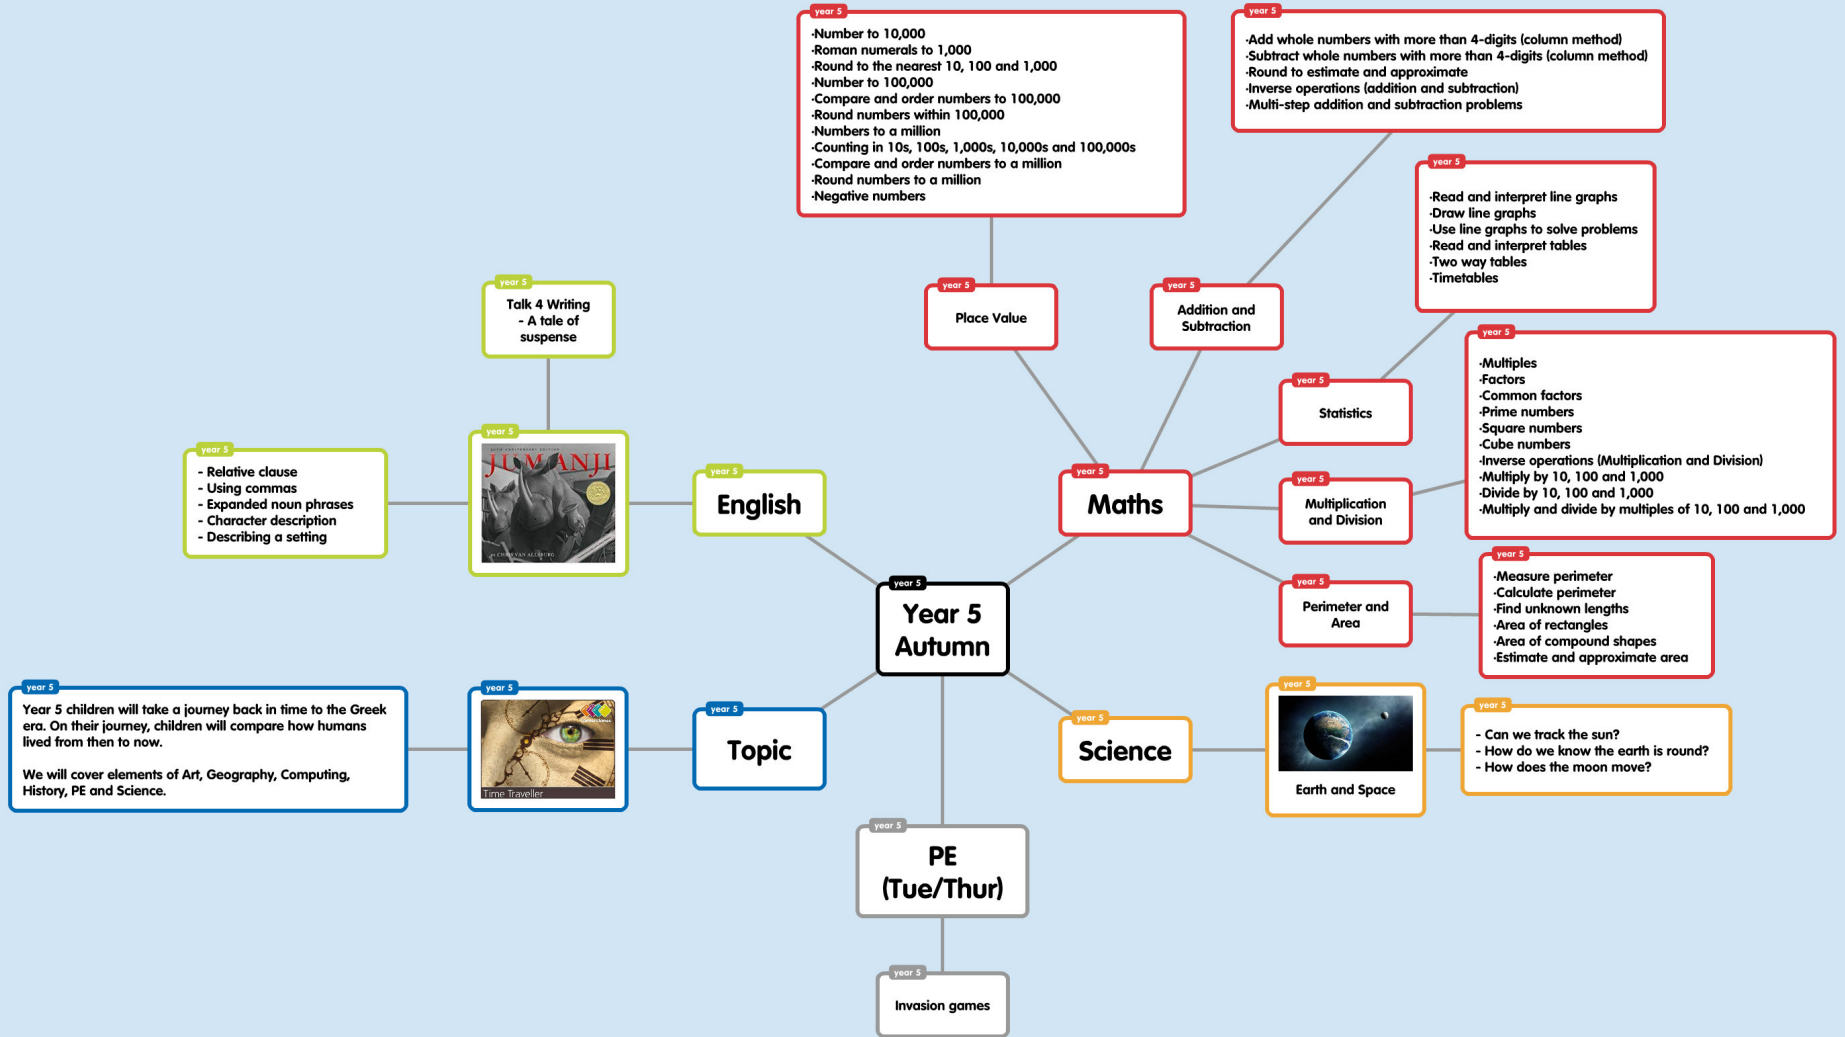 year 5
·Number to 10,000
·Roman numerals to 1,000
·Round to the nearest 10, 100 and 1,000
·Number to 100,000
·Compare and order numbers to 100,000
·Round numbers within 100,000
·Numbers to a million
·Counting in 10s, 100s, 1,000s, 10,000s and 100,000s
·Compare and order numbers to a million
·Round numbers to a million
·Negative numbers
year 5
·Add whole numbers with more than 4-digits (column method)
·Subtract whole numbers with more than 4-digits (column method)
·Round to estimate and approximate
·Inverse operations (addition and subtraction)
·Multi-step addition and subtraction problems
year 5
·Read and interpret line graphs
·Draw line graphs
·Use line graphs to solve problems
·Read and interpret tables
·Two way tables
·Timetables
year 5
Talk 4 Writing
- A tale of
suspense
year 5
Place Value
year 5
Addition and
Subtraction
year 5
Statistics
year 5
·Multiples
·Factors
·Common factors
·Prime numbers
·Square numbers
·Cube numbers
·Inverse operations (Multiplication and Division)
·Multiply by 10, 100 and 1,000
·Divide by 10, 100 and 1,000
·Multiply and divide by multiples of 10, 100 and 1,000
year 5
- Relative clause
- Using commas
- Expanded noun phrases
- Character description
- Describing a setting
year 5
JUMANJI
BY CHRIS VAN ALLSBURG
year 5
English
year 5
Maths
year 5
Multiplication
and Division
year 5
Perimeter and
Area
year 5
·Measure perimeter
·Calculate perimeter
·Find unknown lengths
·Area of rectangles
·Area of compound shapes
·Estimate and approximate area
year 5
Year 5
Autumn
year 5
Year 5 children will take a journey back in time to the Greek
era. On their journey, children will compare how humans
lived from then to now.
We will cover elements of Art, Geography, Computing,
History, PE and Science.
year 5
Time Traveller
year 5
Topic
year 5
Science
year 5
Earth and Space
year 5
- Can we track the sun?
- How do we know the earth is round?
- How does the moon move?
year 5
PE
(Tue/Thur)
year 5
Invasion games